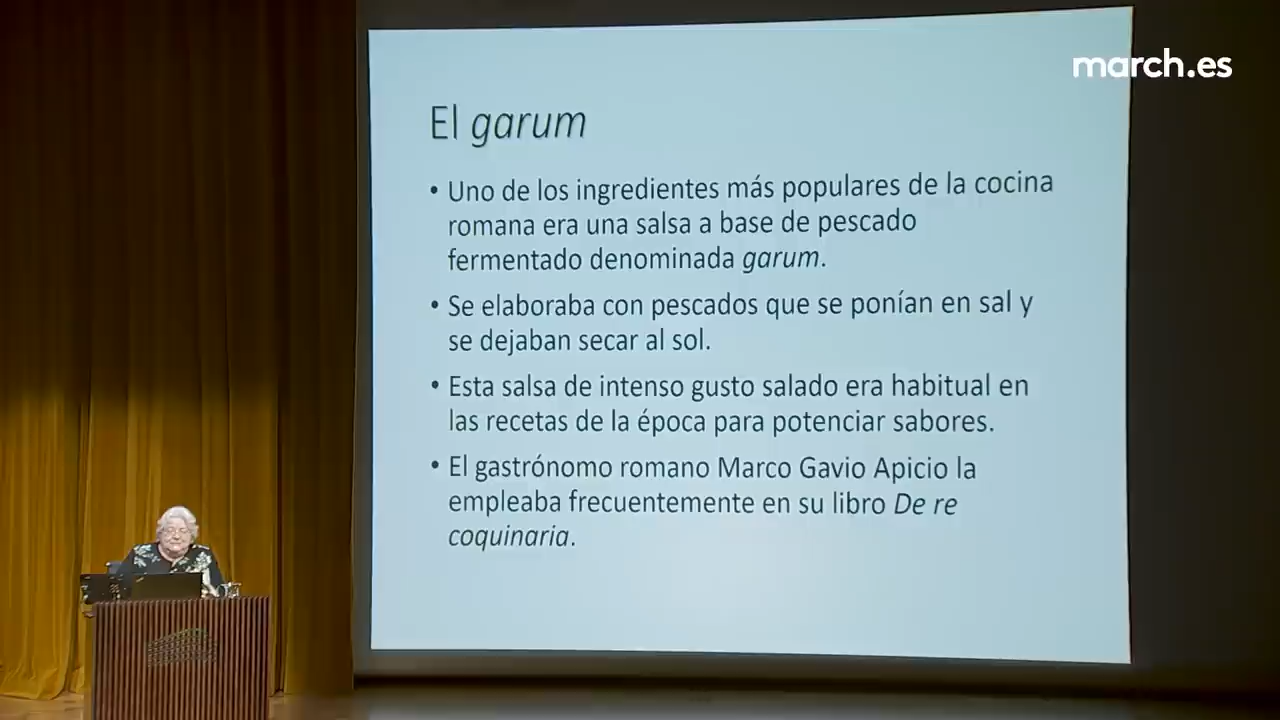 march.es
El garum
• Uno de los ingredientes más populares de la cocina
romana era una salsa a base de pescado
fermentado denominada garum.
• Se elaboraba con pescados que se ponían en sal y
se dejaban secar al sol.
• Esta salsa de intenso gusto salado era habitual en
las recetas de la época para potenciar sabores.
• El gastrónomo romano Marco Gavio Apicio la
empleaba frecuentemente en su libro De re
coquinaria.